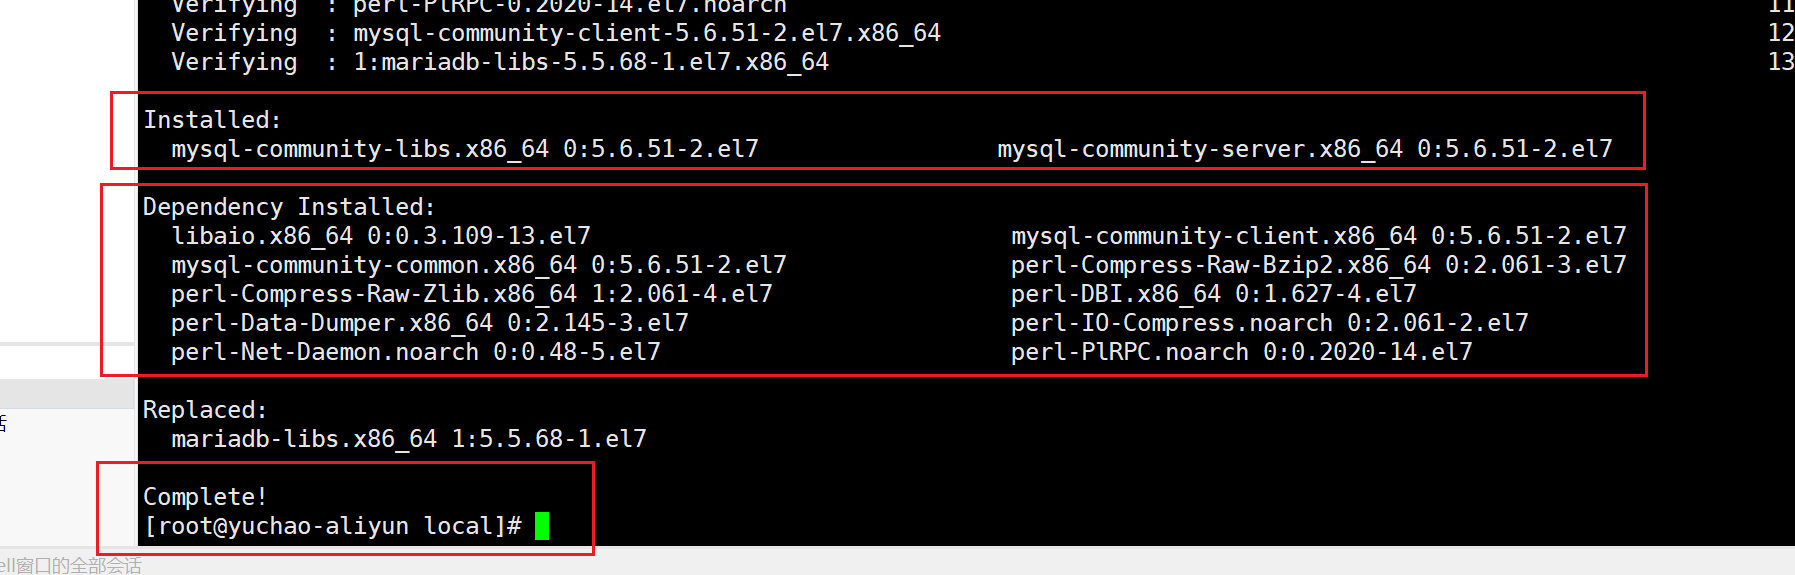 Verifying  : perl-PlRPC-0.2020-14.el7.noarch 11
Verifying  : mysql-community-client-5.6.51-2.el7.x86_64 12
Verifying  : 1:mariadb-libs-5.5.68-1.el7.x86_64 13
Installed:
mysql-community-libs.x86_64 0:5.6.51-2.el7 mysql-community-server.x86_64 0:5.6.51-2.el7
Dependency Installed:
libaio.x86_64 0:0.3.109-13.el7 mysql-community-client.x86_64 0:5.6.51-2.el7
mysql-community-common.x86_64 0:5.6.51-2.el7 perl-Compress-Raw-Bzip2.x86_64 0:2.061-3.el7
perl-Compress-Raw-Zlib.x86_64 1:2.061-4.el7 perl-DBI.x86_64 0:1.627-4.el7
perl-Data-Dumper.x86_64 0:2.145-3.el7 perl-IO-Compress.noarch 0:2.061-2.el7
perl-Net-Daemon.noarch 0:0.48-5.el7 perl-PlRPC.noarch 0:0.2020-14.el7
Replaced:
mariadb-libs.x86_64 1:5.5.68-1.el7
Complete!
[root@yuchao-aliyun local]#
ell窗口的全部会话